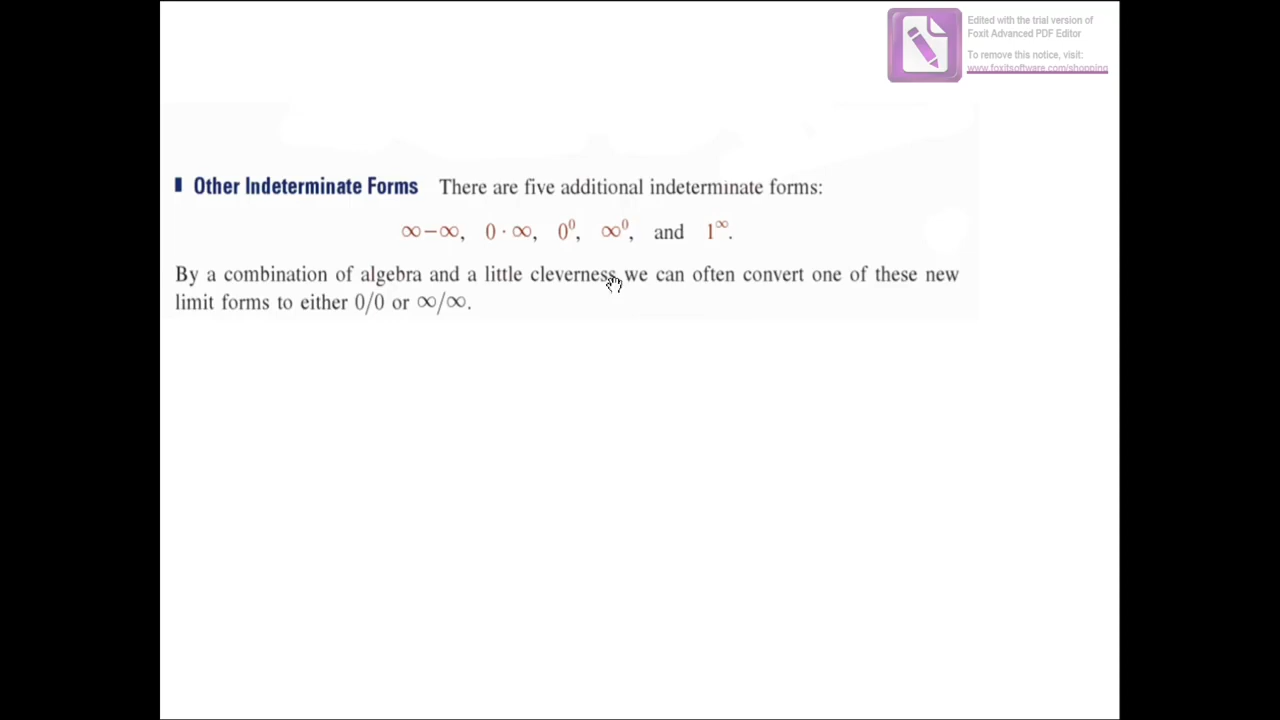 Edited with the trial version of
Foxit Advanced PDF Editor
To remove this notice, visit:
www.foxitsoftware.com/shopping
Other Indeterminate Forms There are five additional indeterminate forms:
∞−∞, 0 · ∞, 0⁰, ∞⁰, and 1^∞.
By a combination of algebra and a little cleverness we can often convert one of these new
limit forms to either 0/0 or ∞/∞.